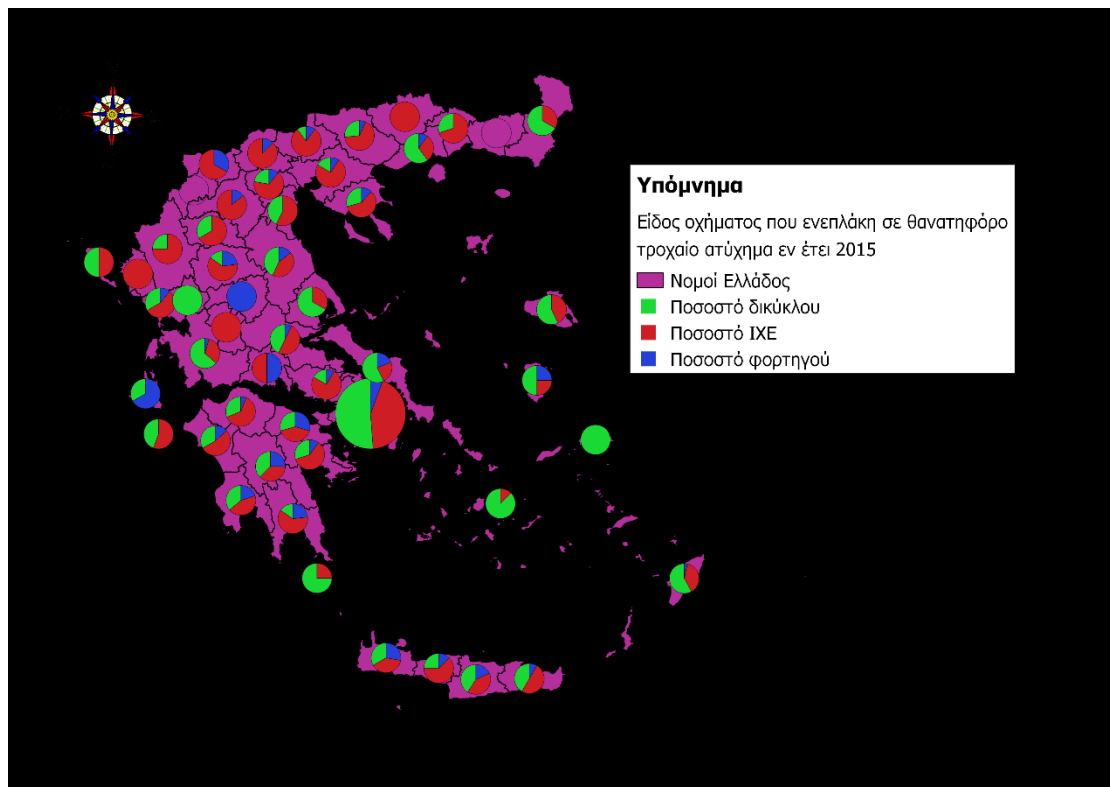 Υπόμνημα
Είδος οχήματος που ενεπλάκη σε θανατηφόρο
τροχαίο ατύχημα εν έτει 2015
Νομοί Ελλάδος
Ποσοστό δικύκλου
Ποσοστό ΙΧΕ
Ποσοστό φορτηγού